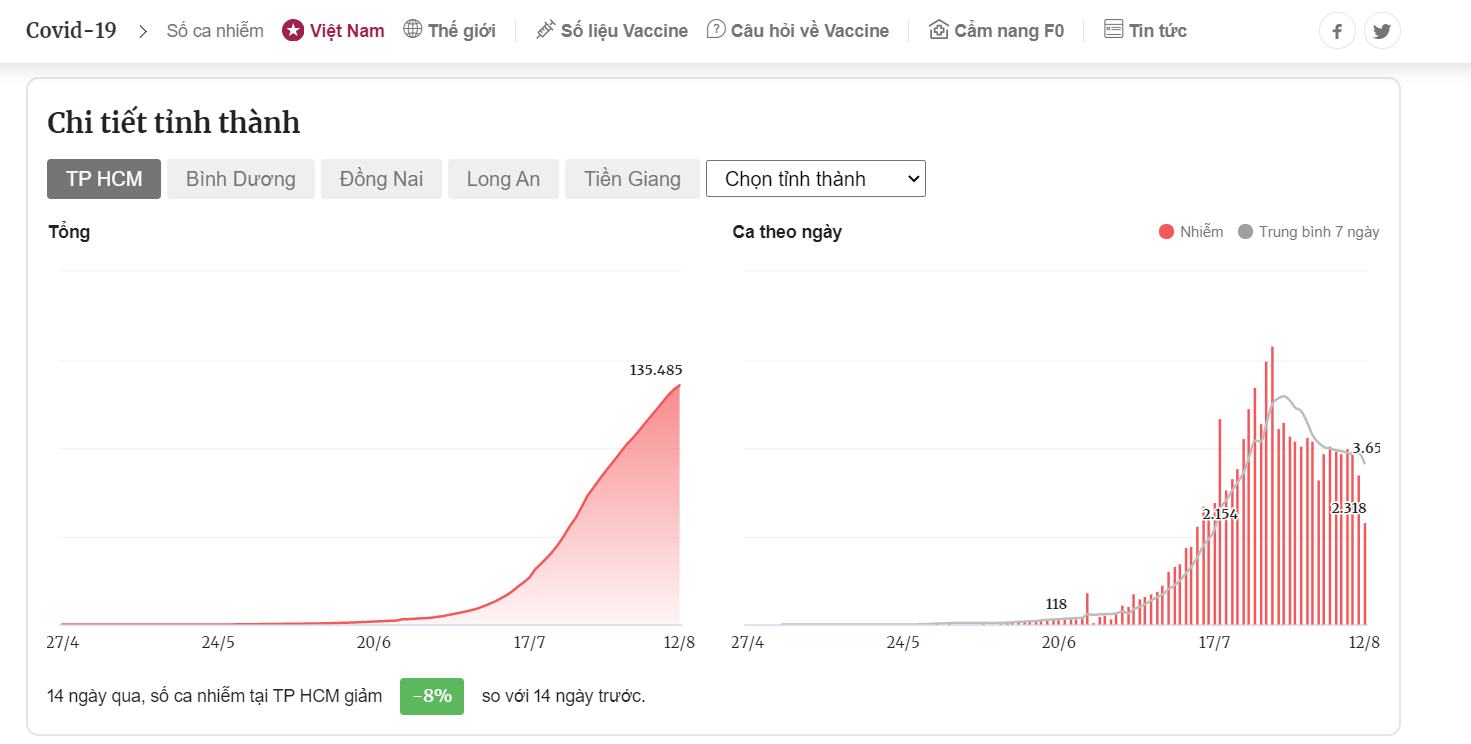 Covid-19 Số ca nhiễm Việt Nam Thế giới Số liệu Vaccine Câu hỏi về Vaccine Cẩm nang F0 Tin tức
Chi tiết tỉnh thành
TP HCM Bình Dương Đồng Nai Long An Tiền Giang Chọn tỉnh thành
Tổng
135.485
27/4 24/5 20/6 17/7 12/8
Ca theo ngày Nhiễm Trung bình 7 ngày
3.65
2.154 2.318
118
27/4 24/5 20/6 17/7 12/8
14 ngày qua, số ca nhiễm tại TP HCM giảm -8% so với 14 ngày trước.